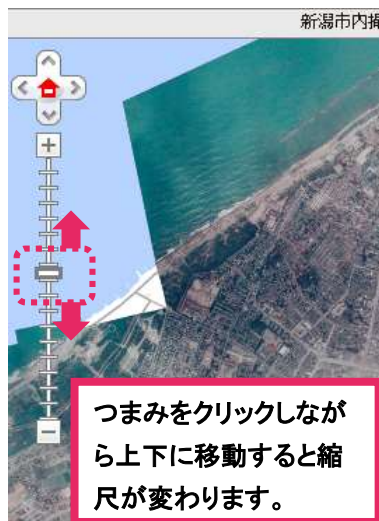 新潟市内撮
つまみをクリックしなが
ら上下に移動すると縮
尺が変わります。